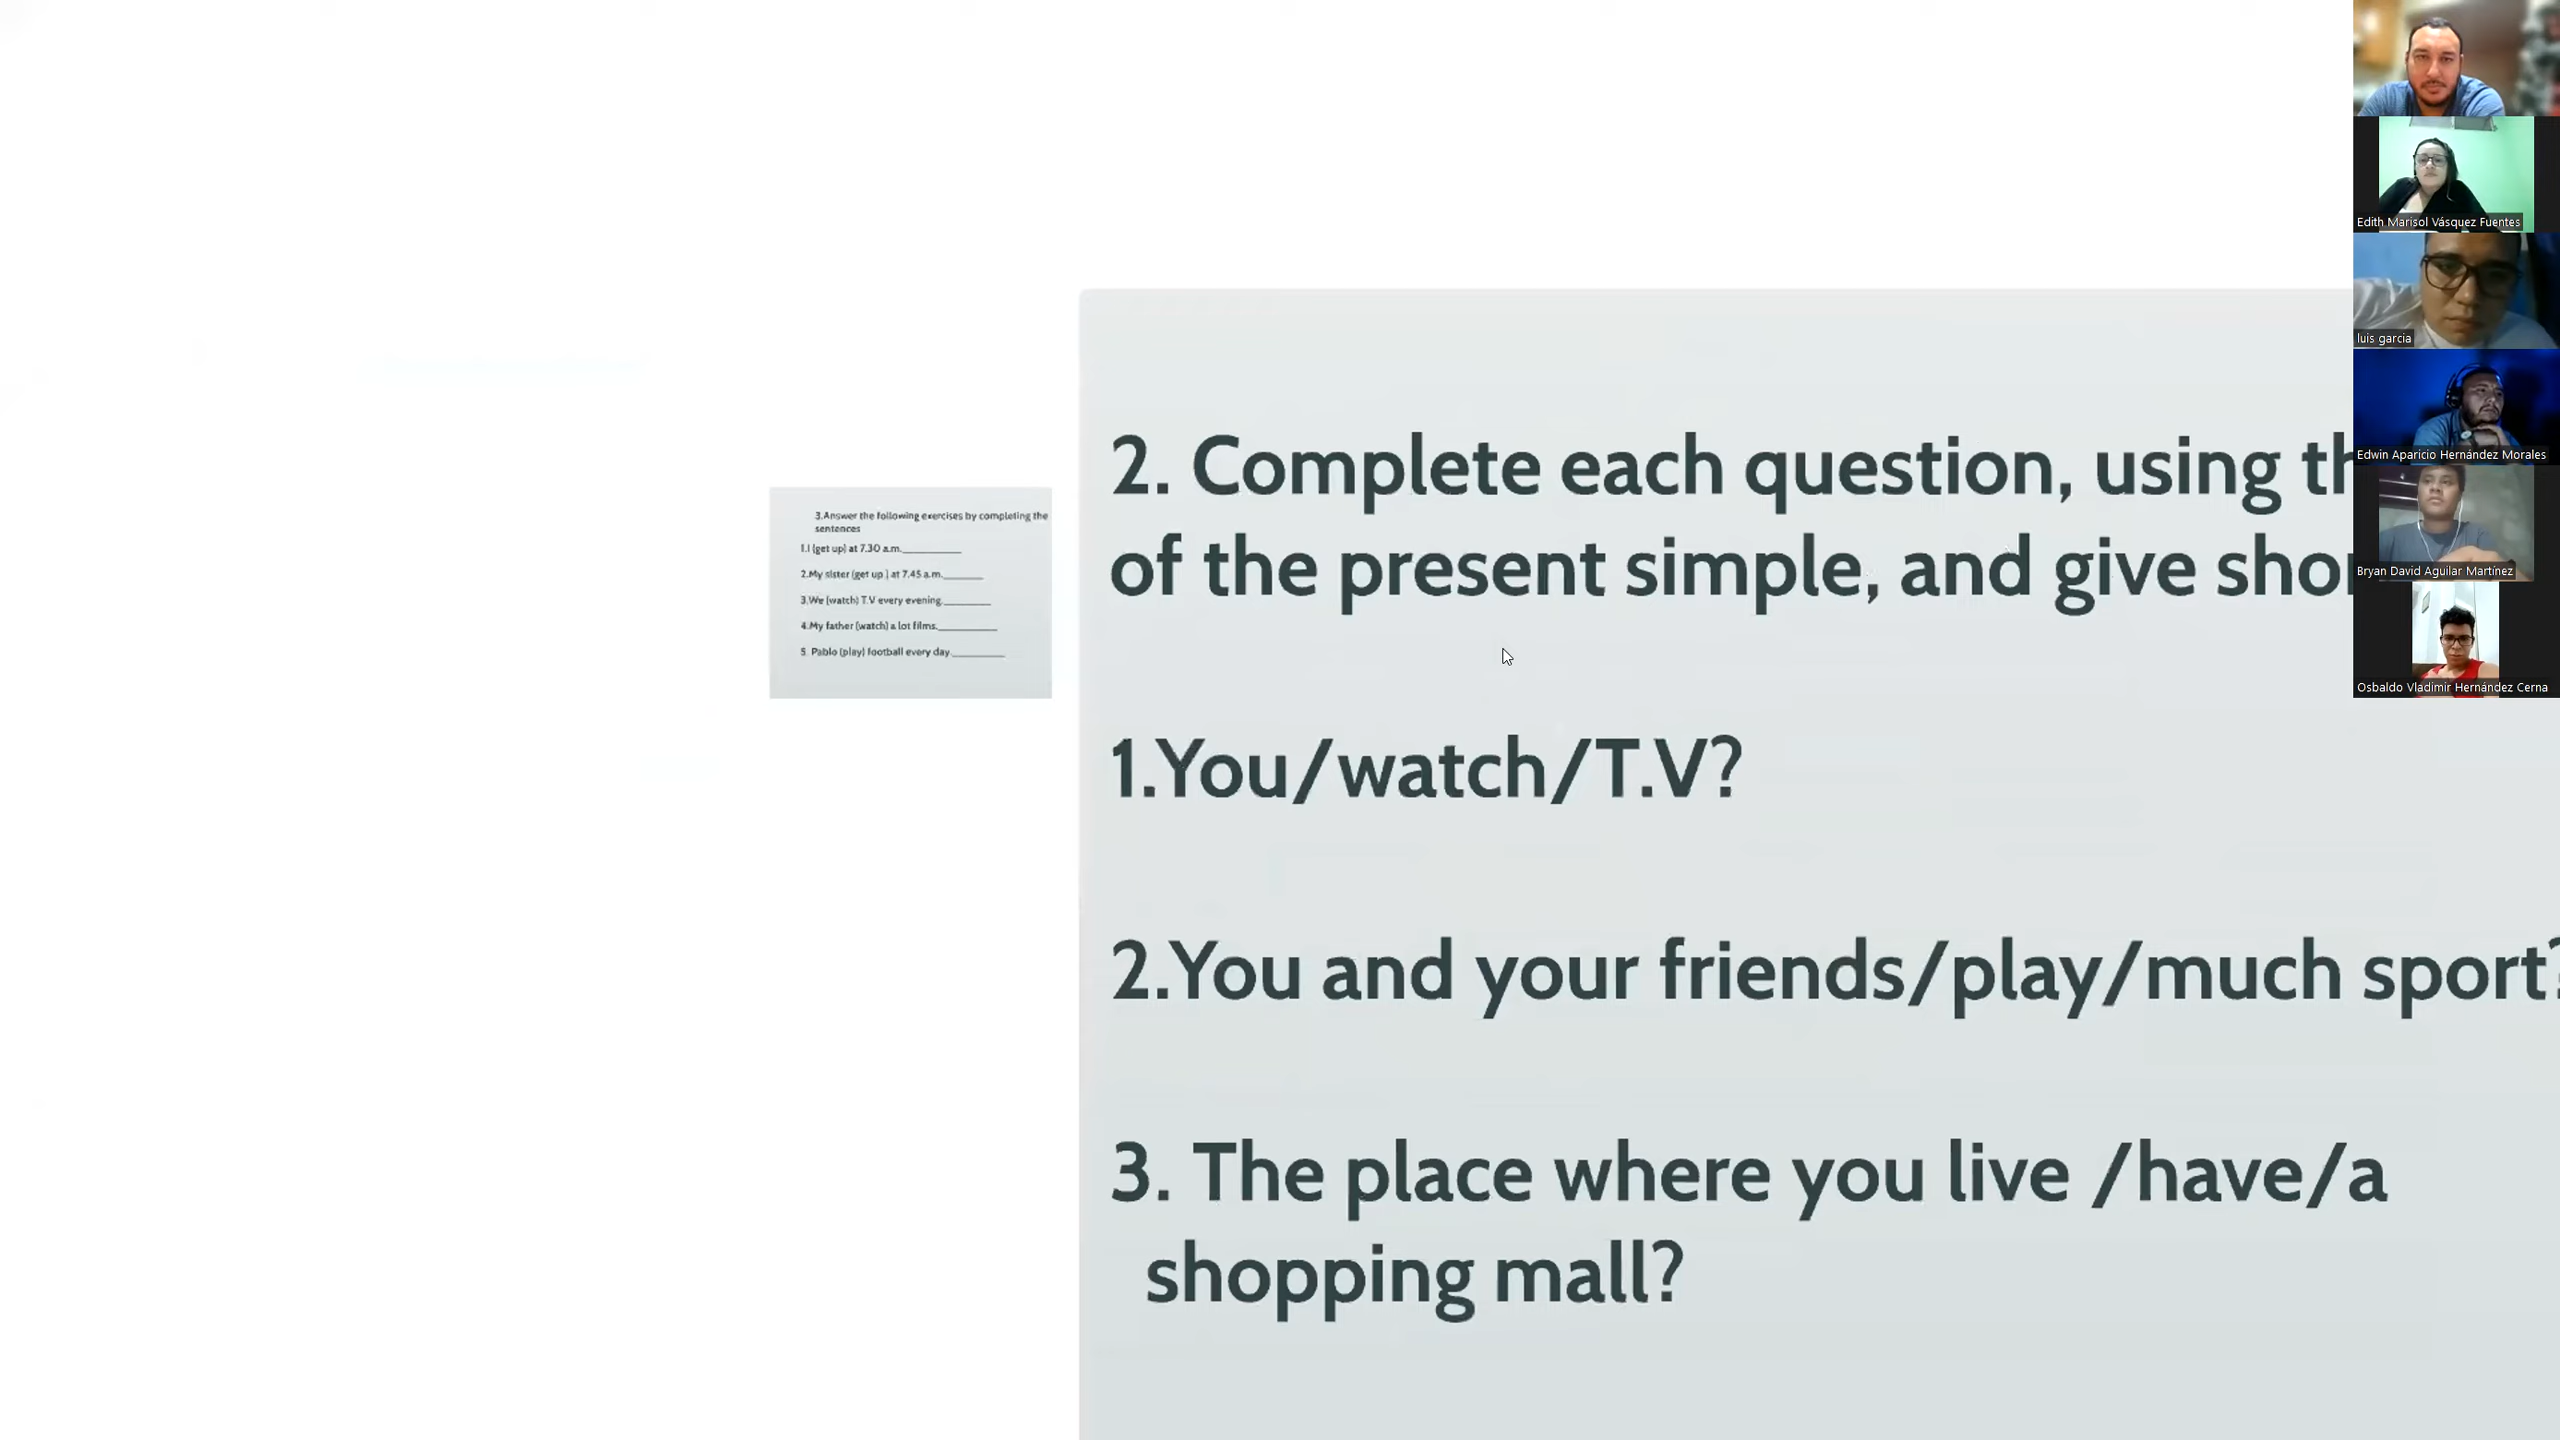 3.Answer the following exercises by completing the
sentences
1.I (get up) at 7.30 a.m.___________
2.My sister (get up ) at 7.45 a.m.________
3.We (watch) T.V every evening.__________
4.My father (watch) a lot films.____________
5. Pablo (play) football every day.___________
2. Complete each question, using th
of the present simple, and give shor
1.You/watch/T.V?
2.You and your friends/play/much sport?
3. The place where you live /have/a
shopping mall?
Edith Marisol Vásquez Fuentes
luis garcia
Edwin Aparicio Hernández Morales
Bryan David Aguilar Martínez
Osbaldo Vladimir Hernández Cerna